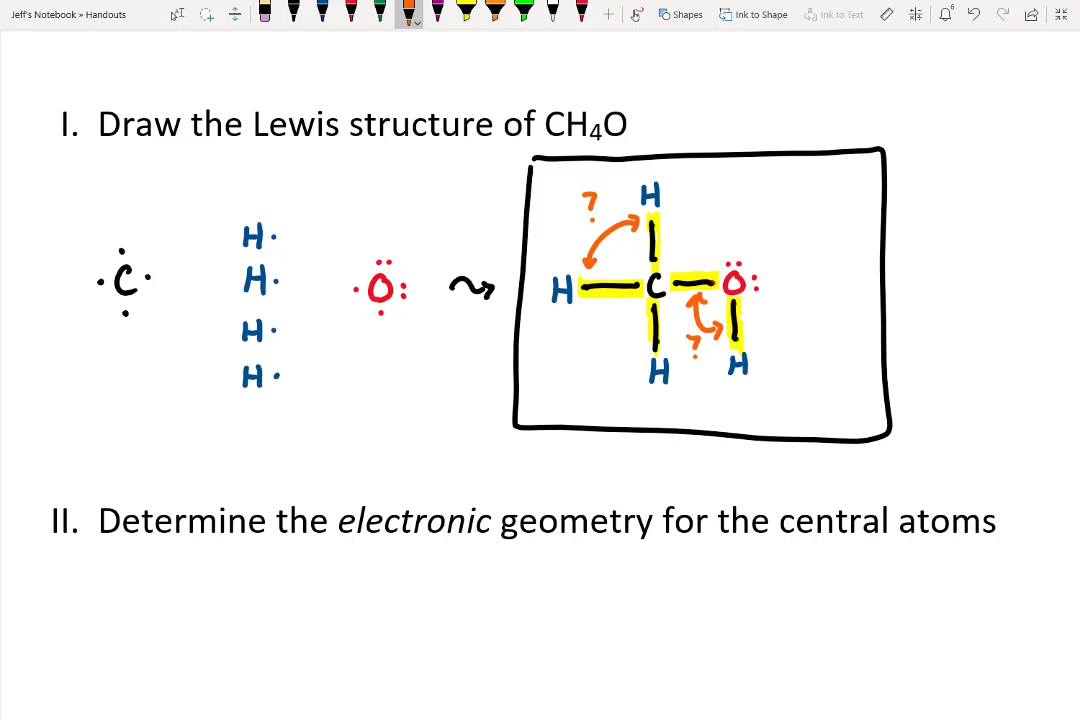 Jeff's Notebook » Handouts
Shapes
Ink to Shape
Ink to Text
6
I. Draw the Lewis structure of CH₄O
? H
H·
·C· H· ·O: H C O:
H· ?
H· H H
II. Determine the electronic geometry for the central atoms